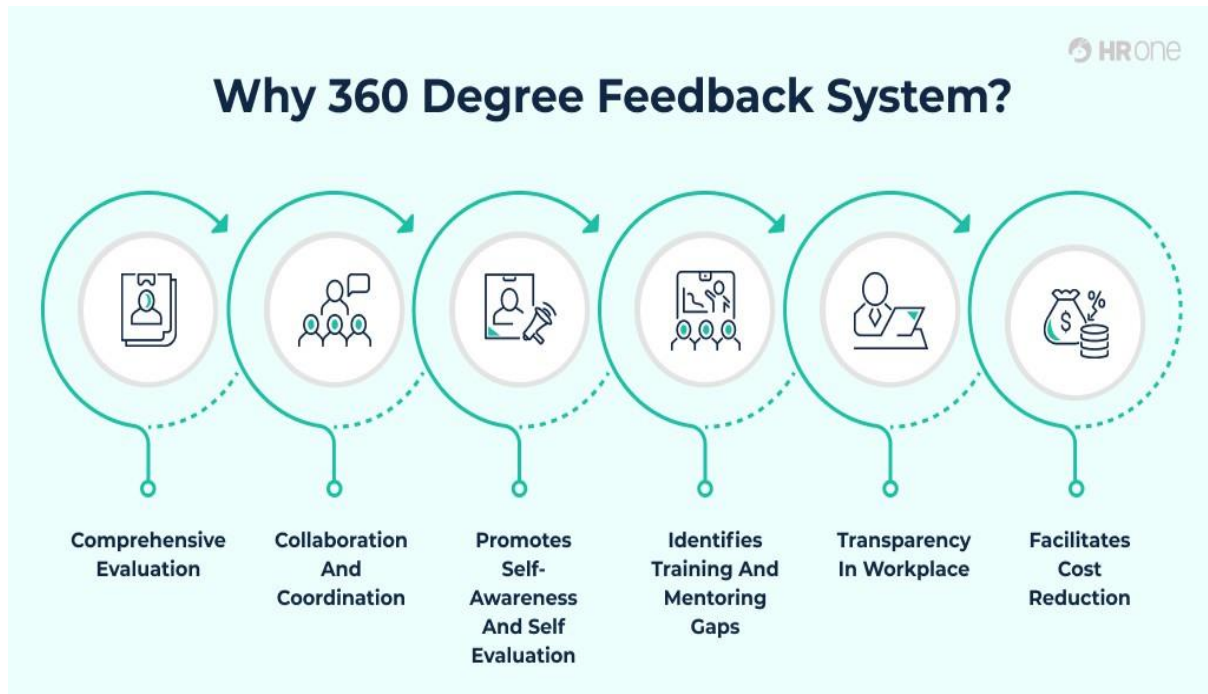 HRONE
Why 360 Degree Feedback System?
Comprehensive
Evaluation
Collaboration
And
Coordination
Promotes
Self-
Awareness
And Self
Evaluation
Identifies
Training And
Mentoring
Gaps
Transparency
In Workplace
$
%
Facilitates
Cost
Reduction